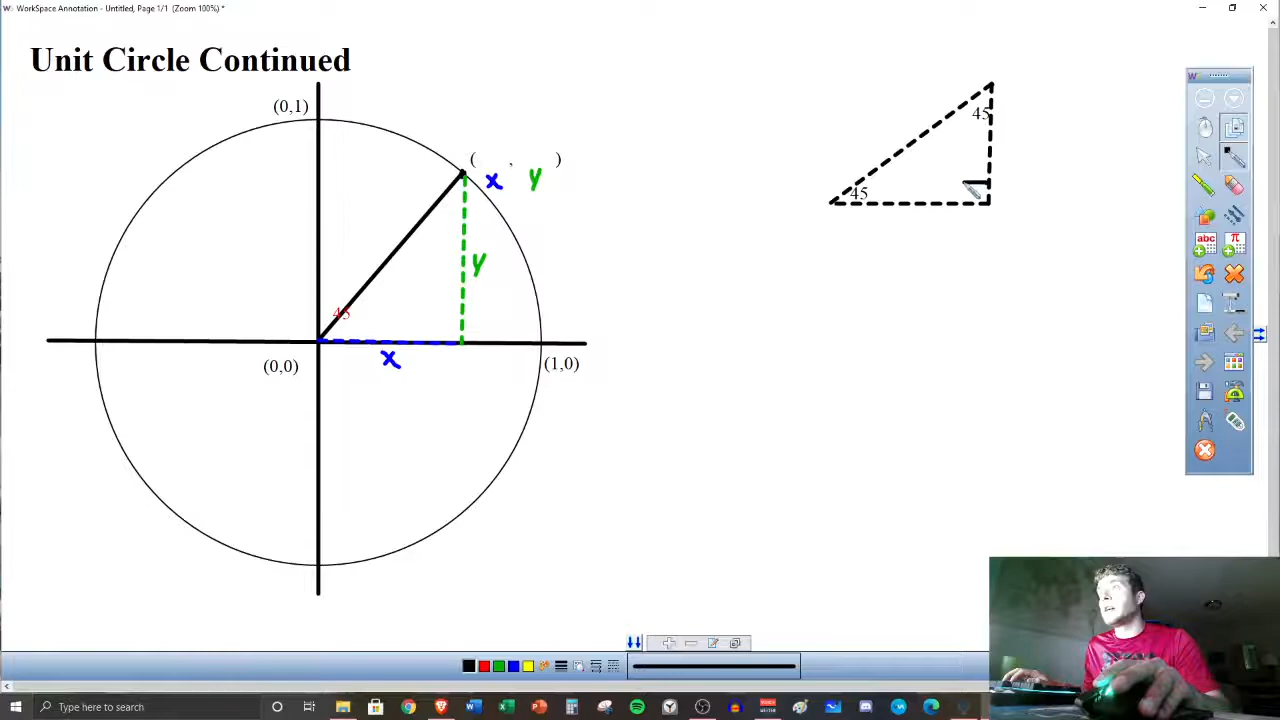 WorkSpace Annotation - Untitled, Page 1/1 (Zoom 100%) *
Unit Circle Continued
(0,1)
( , )
x y
y
45
x
(0,0)
(1,0)
45
45
abc
π
Type here to search